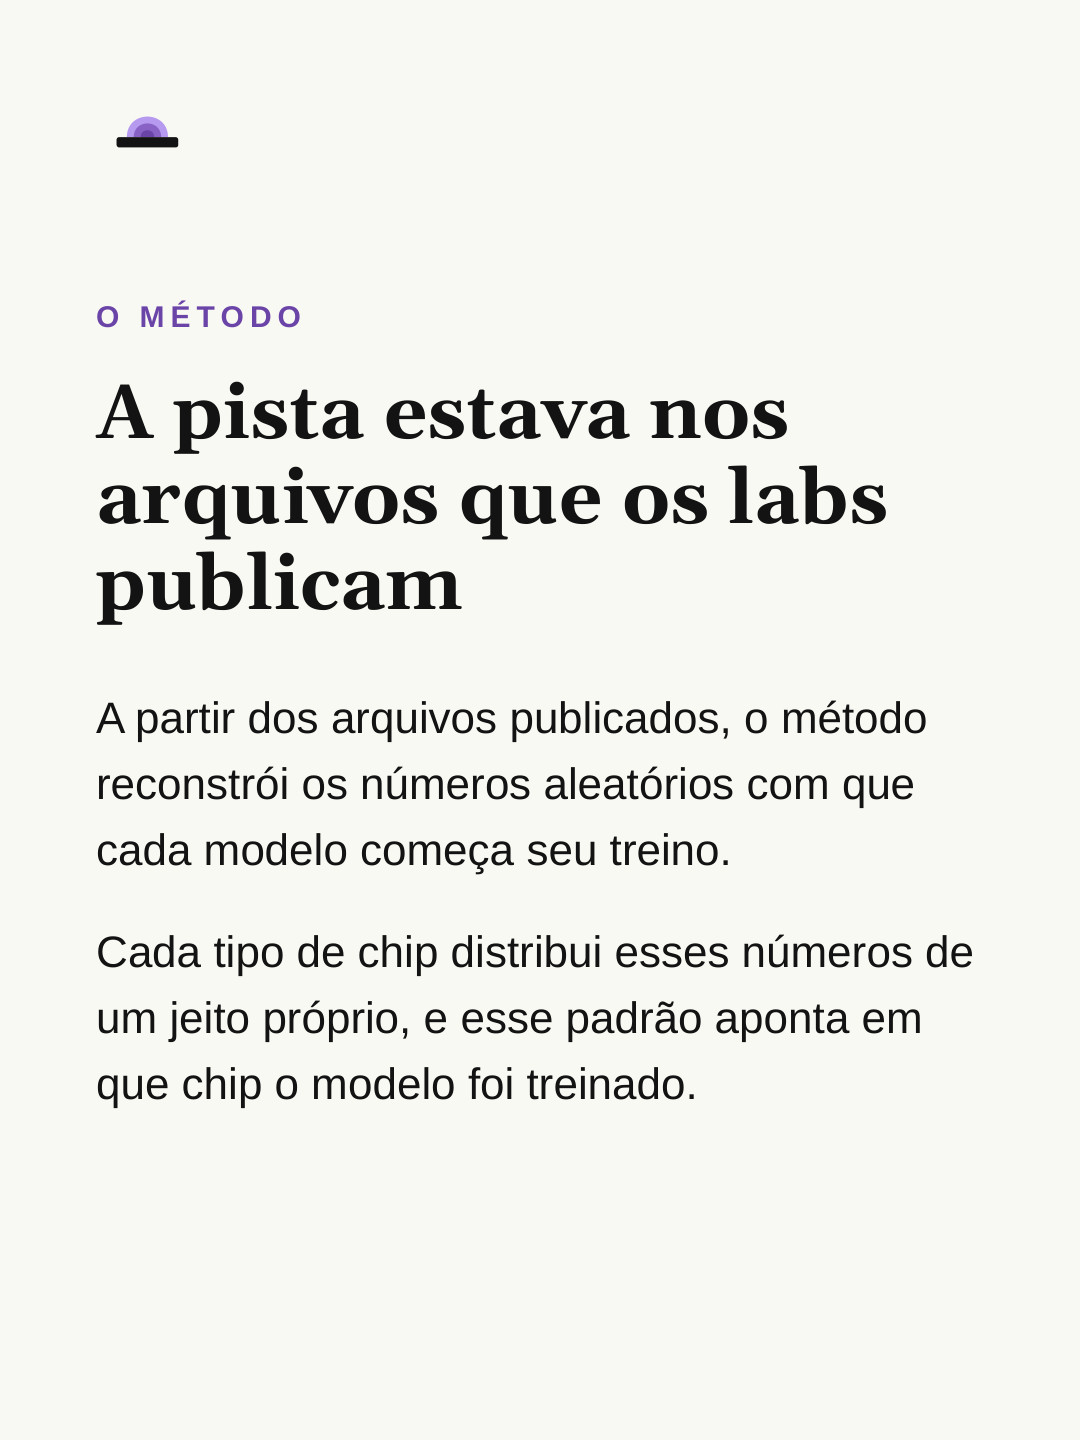 O MÉTODO
A pista estava nos
arquivos que os labs
publicam
A partir dos arquivos publicados, o método
reconstrói os números aleatórios com que
cada modelo começa seu treino.
Cada tipo de chip distribui esses números de
um jeito próprio, e esse padrão aponta em
que chip o modelo foi treinado.